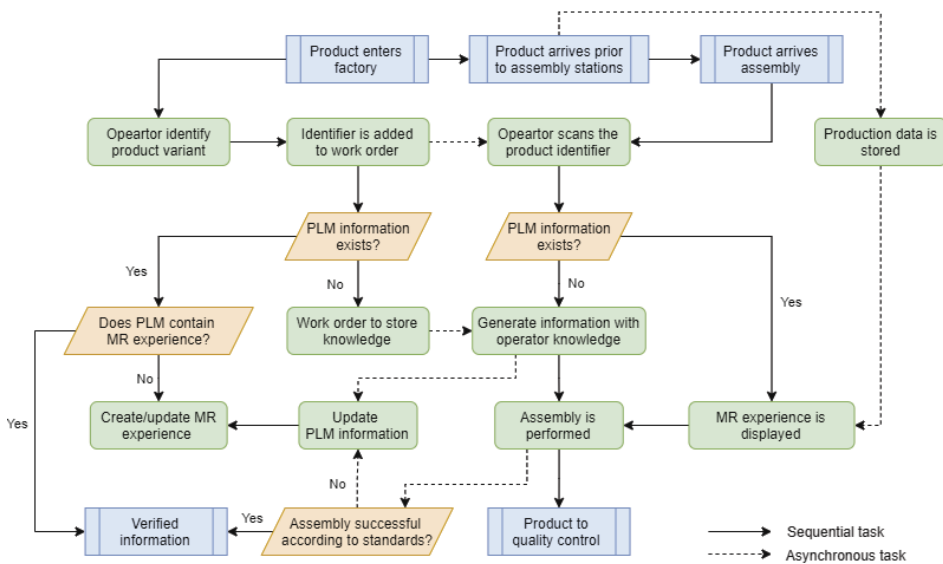 Product enters
factory
Product arrives prior
to assembly stations
Product arrives
assembly
Opeartor identify
product variant
Identifier is added
to work order
Opeartor scans the
product identifier
Production data is
stored
PLM information
exists?
PLM information
exists?
Yes
No
No
Yes
Does PLM contain
MR experience?
Work order to store
knowledge
Generate information with
operator knowledge
No
Yes
Create/update MR
experience
Update
PLM information
Assembly is
performed
MR experience is
displayed
No
Verified
information
Yes
Assembly successful
according to standards?
Product to
quality control
Sequential task
Asynchronous task